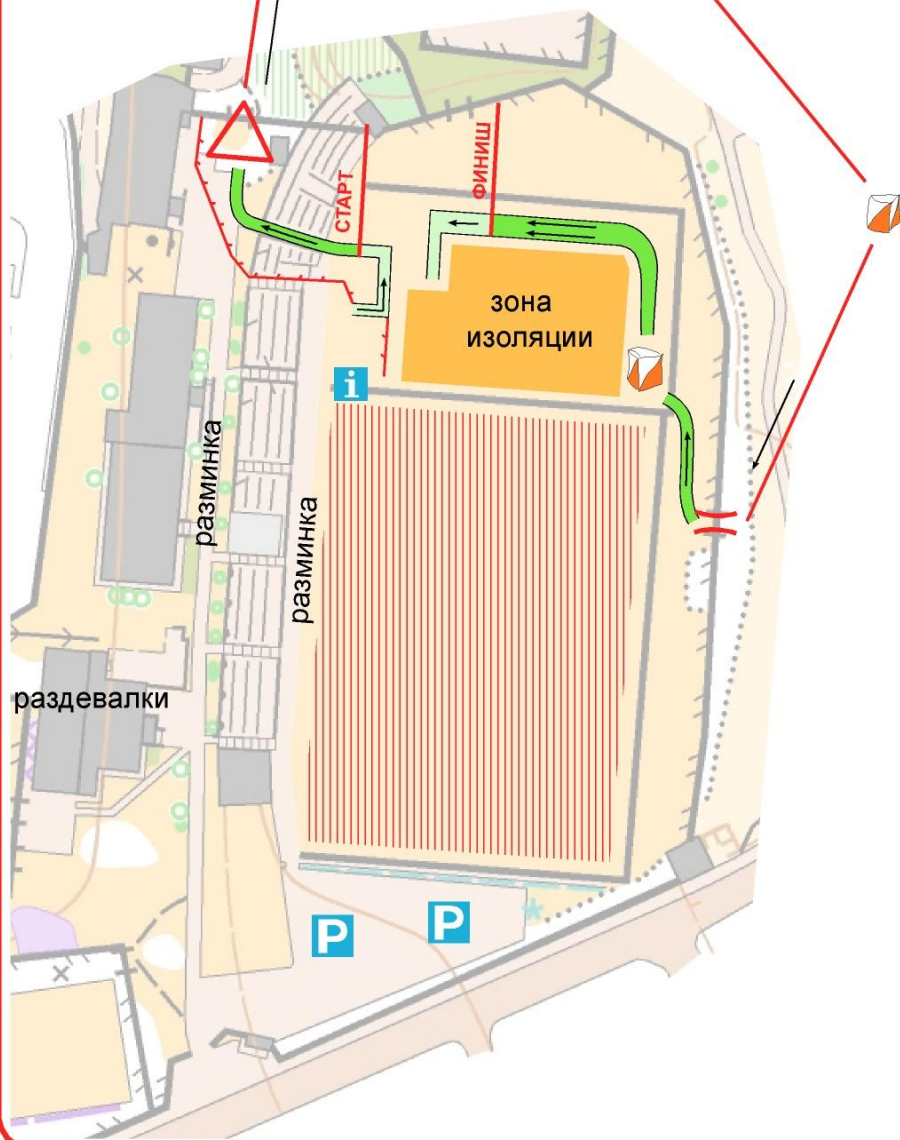 ФИНИШ
СТАРТ
зона
изоляции
i
разминка
разминка
раздевалки
P
P